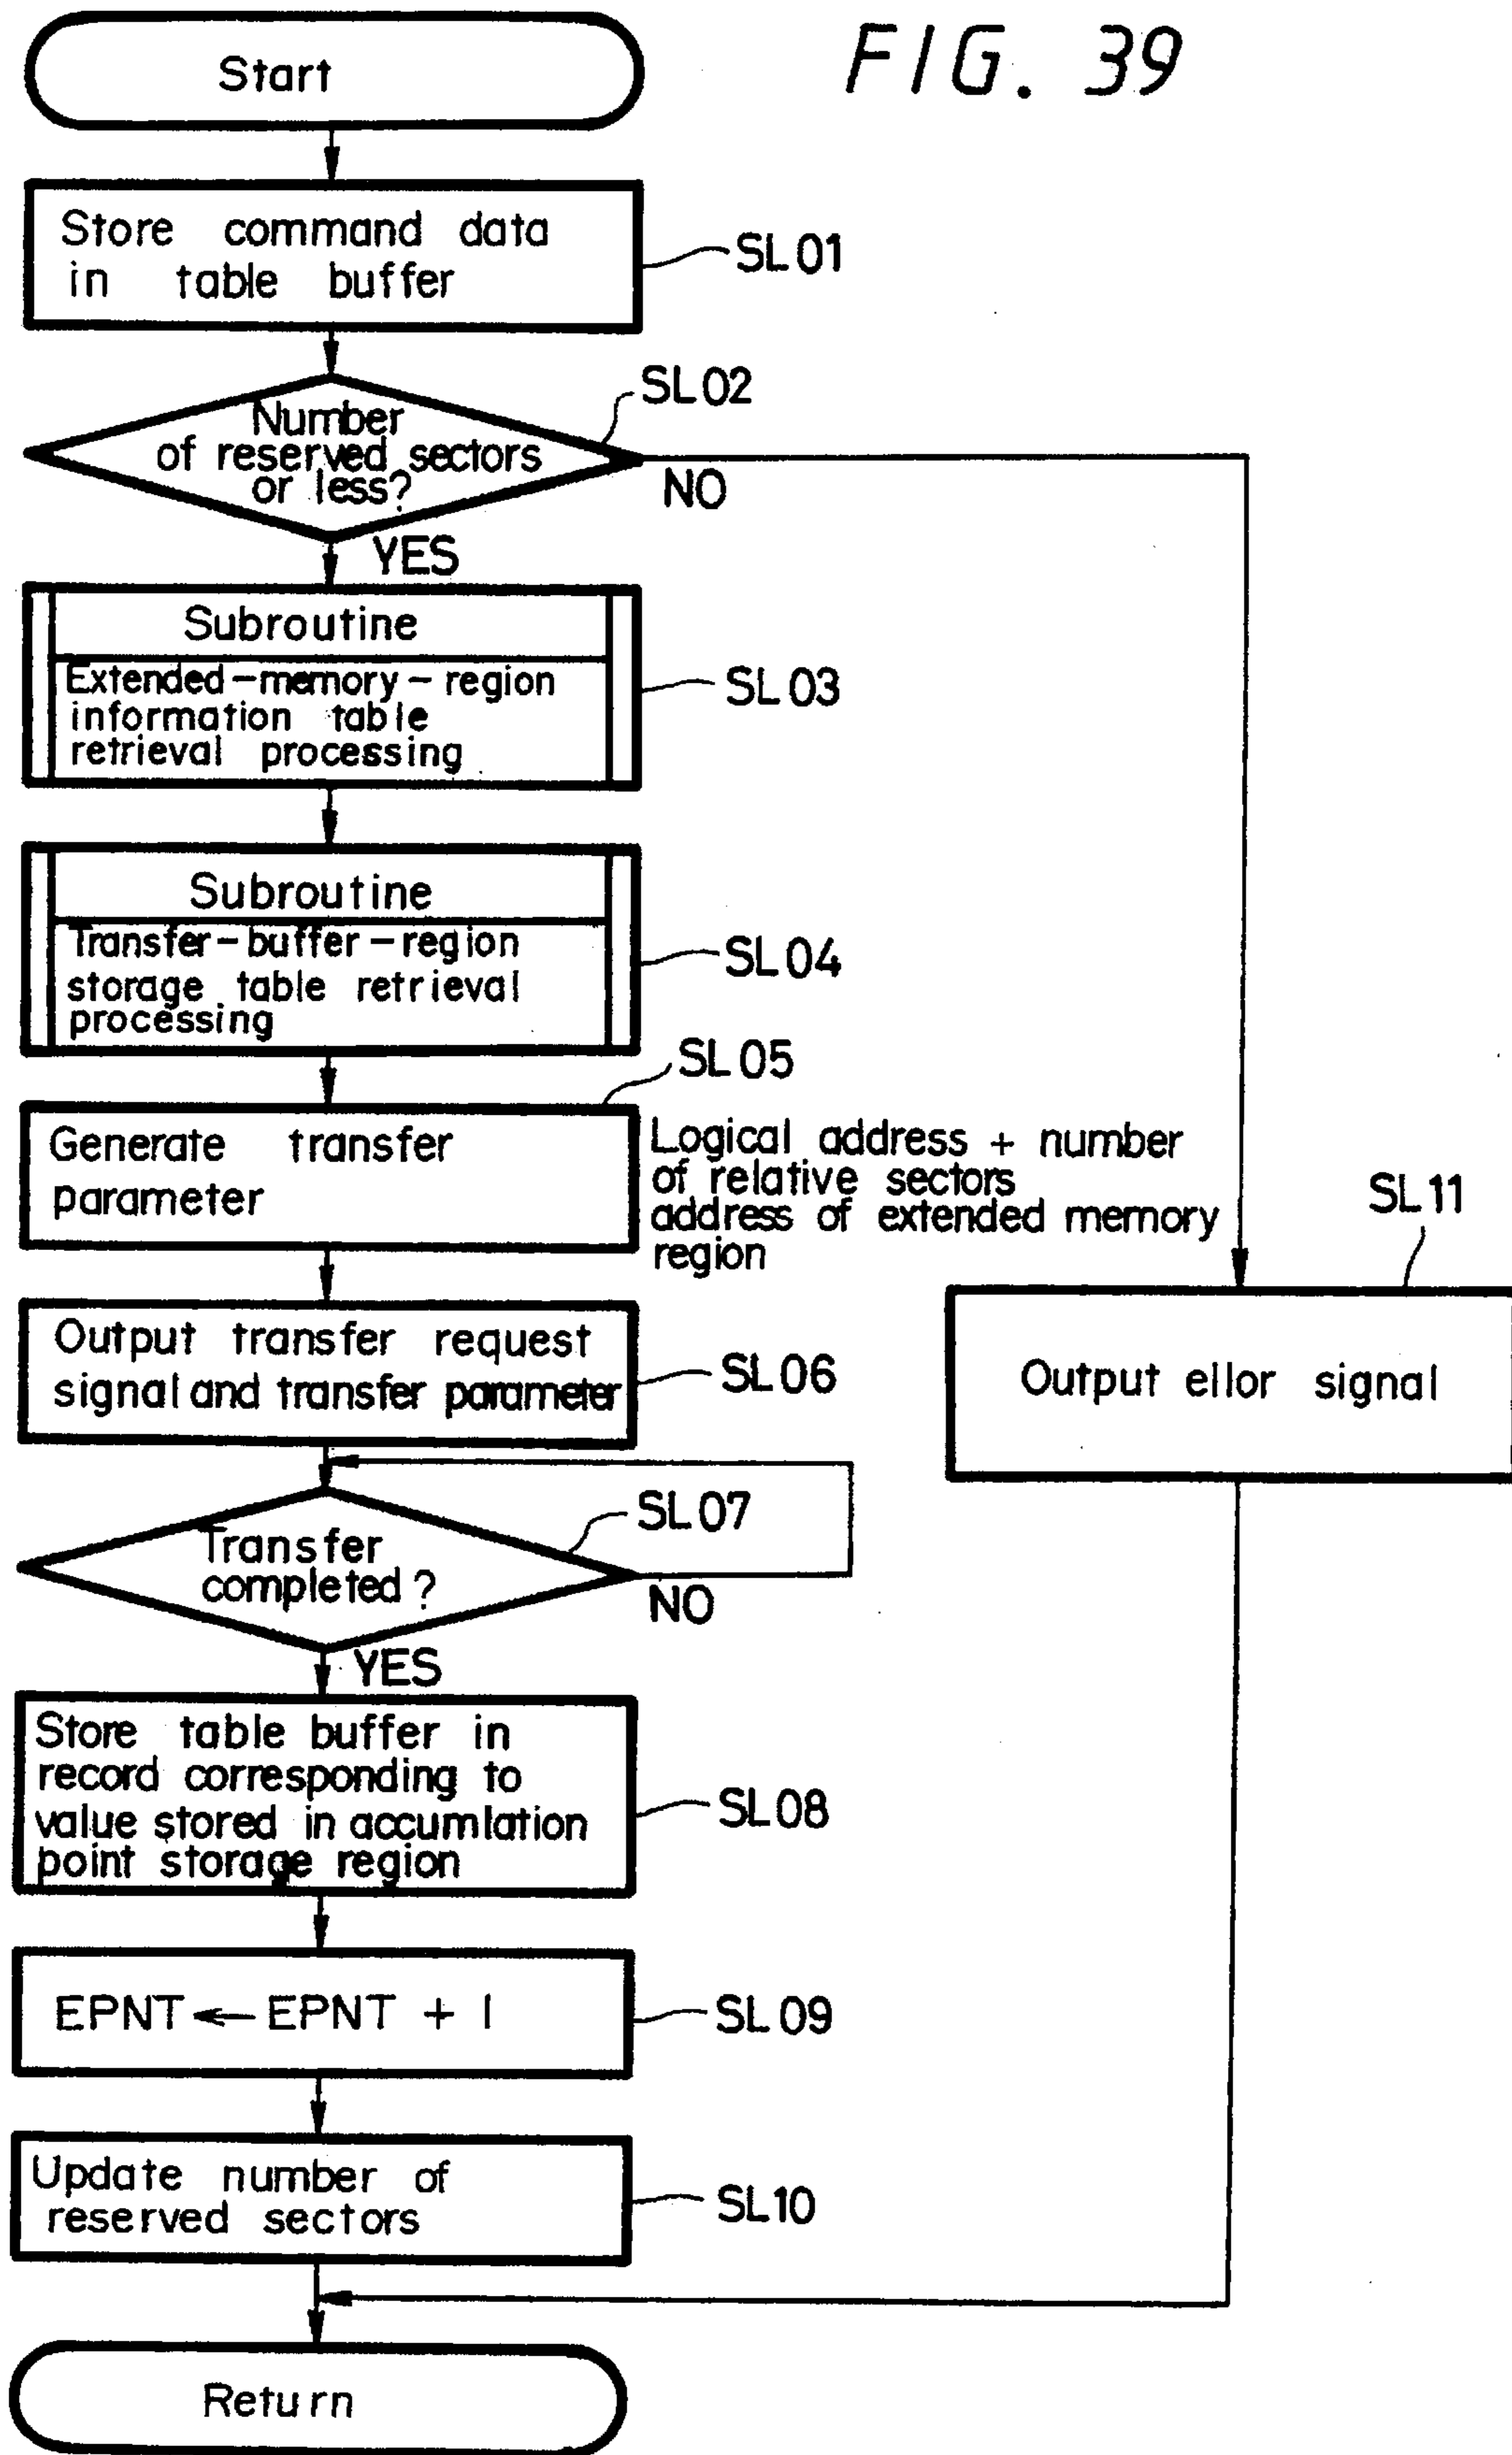 FIG. 39
Start
Store command data
in table buffer
SL01
SL02
Number
of reserved sectors
or less?
NO
YES
Subroutine
Extended-memory-region
information table
retrieval processing
SL03
Subroutine
Transfer-buffer-region
storage table retrieval
processing
SL04
SL05
Generate transfer
parameter
Logical address + number
of relative sectors
address of extended memory
region
SL11
Output transfer request
signal and transfer parameter
SL06
Output ellor signal
SL07
Transfer
completed?
NO
YES
Store table buffer in
record corresponding to
value stored in accumlation
point storage region
SL08
EPNT ← EPNT + 1
SL09
Update number of
reserved sectors
SL10
Return